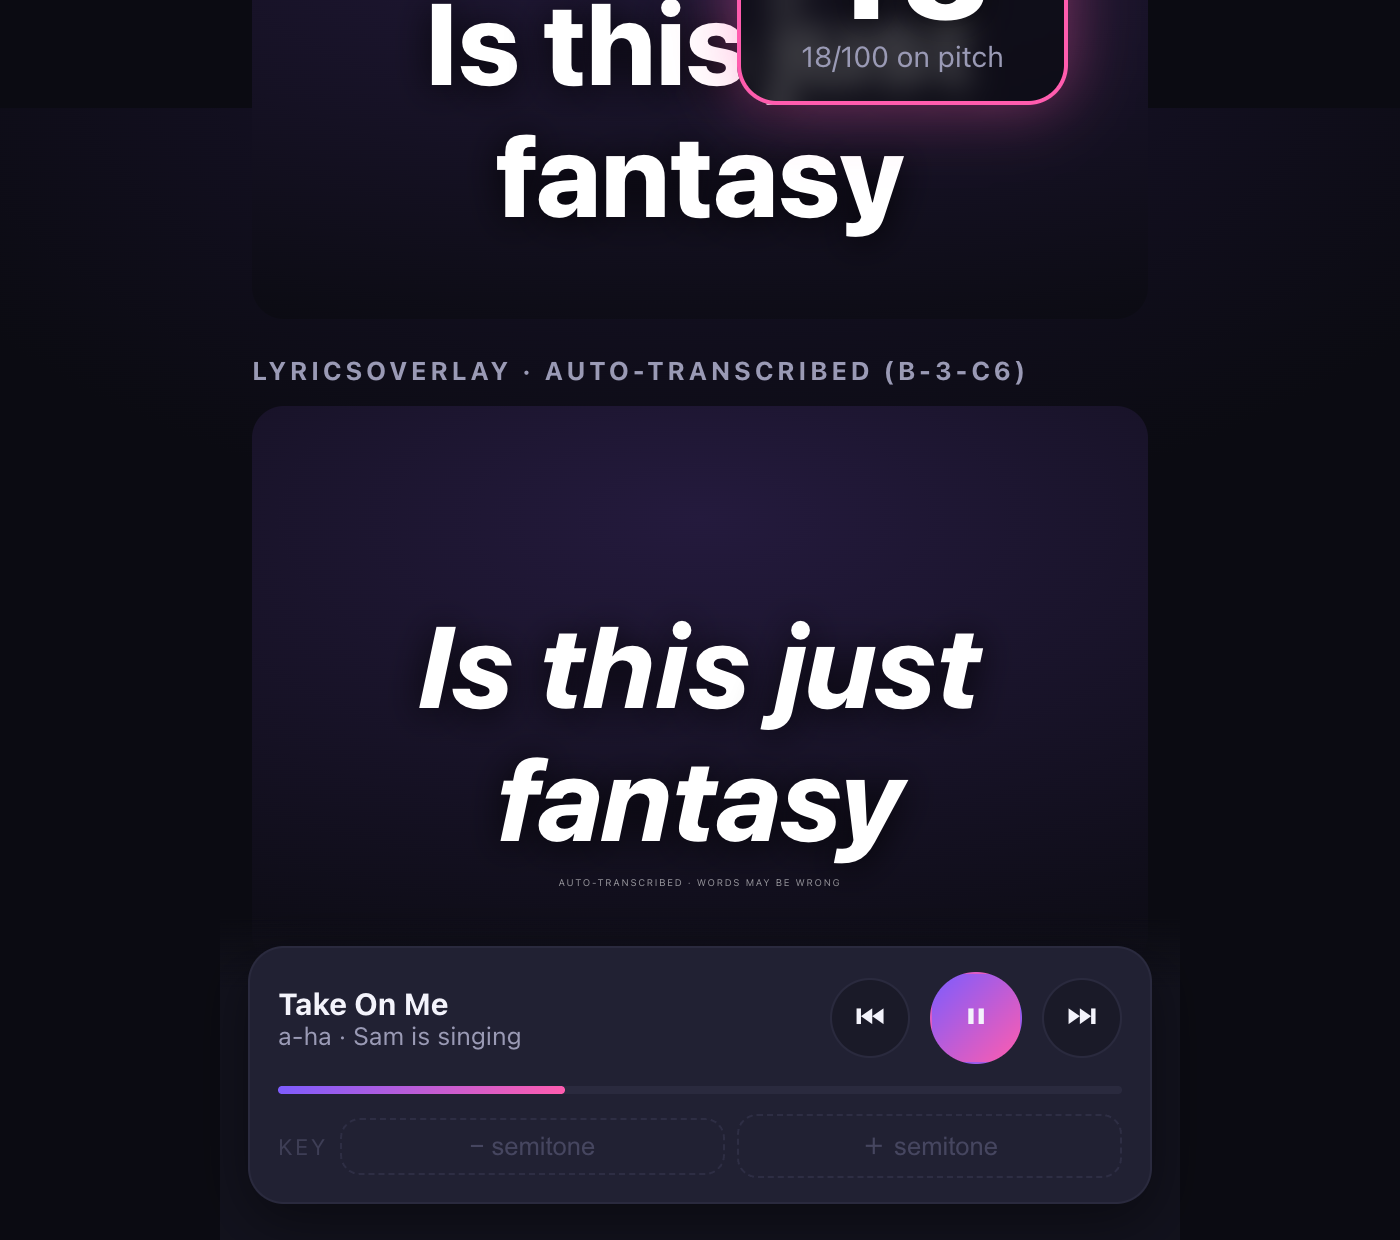 Is this
18/100 on pitch
fantasy
LYRICSOVERLAY · AUTO-TRANSCRIBED (B-3-C6)
Is this just
fantasy
AUTO-TRANSCRIBED · WORDS MAY BE WRONG
Take On Me
a-ha · Sam is singing
KEY − semitone + semitone